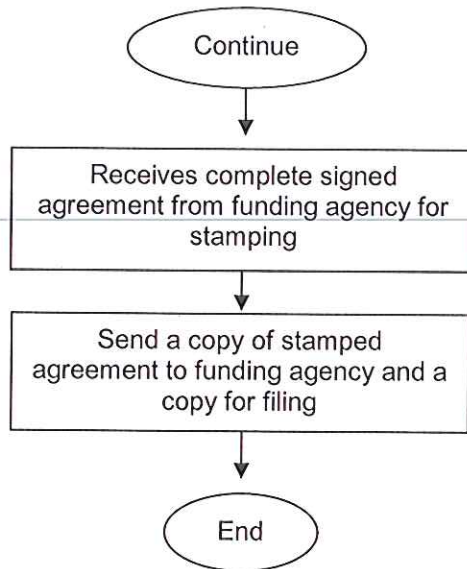 Continue
Receives complete signed
agreement from funding agency for
stamping
Send a copy of stamped
agreement to funding agency and a
copy for filing
End